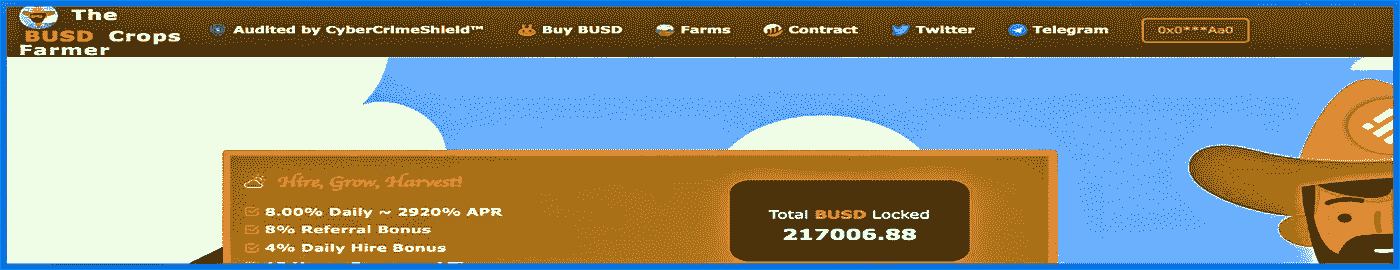 The
BUSD Crops
Farmer
Audited by CyberCrimeShield™
Buy BUSD
Farms
Contract
Twitter
Telegram
0x0***Aa0
Hire, Grow, Harvest!
8.00% Daily ~ 2920% APR
8% Referral Bonus
4% Daily Hire Bonus
Total BUSD Locked
217006.88